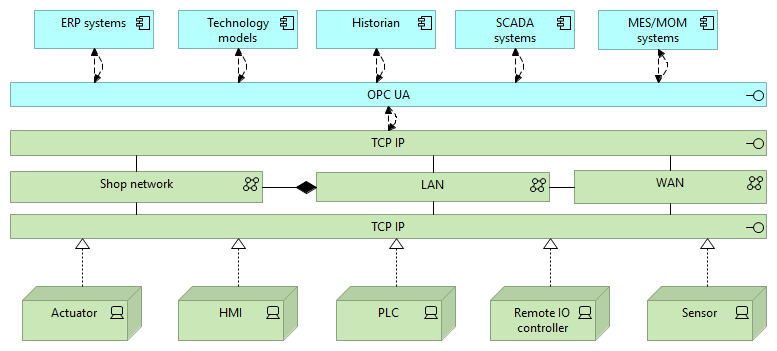 ERP systems
Technology
models
Historian
SCADA
systems
MES/MOM
systems
OPC UA
TCP IP
Shop network
LAN
WAN
TCP IP
Actuator
HMI
PLC
Remote IO
controller
Sensor